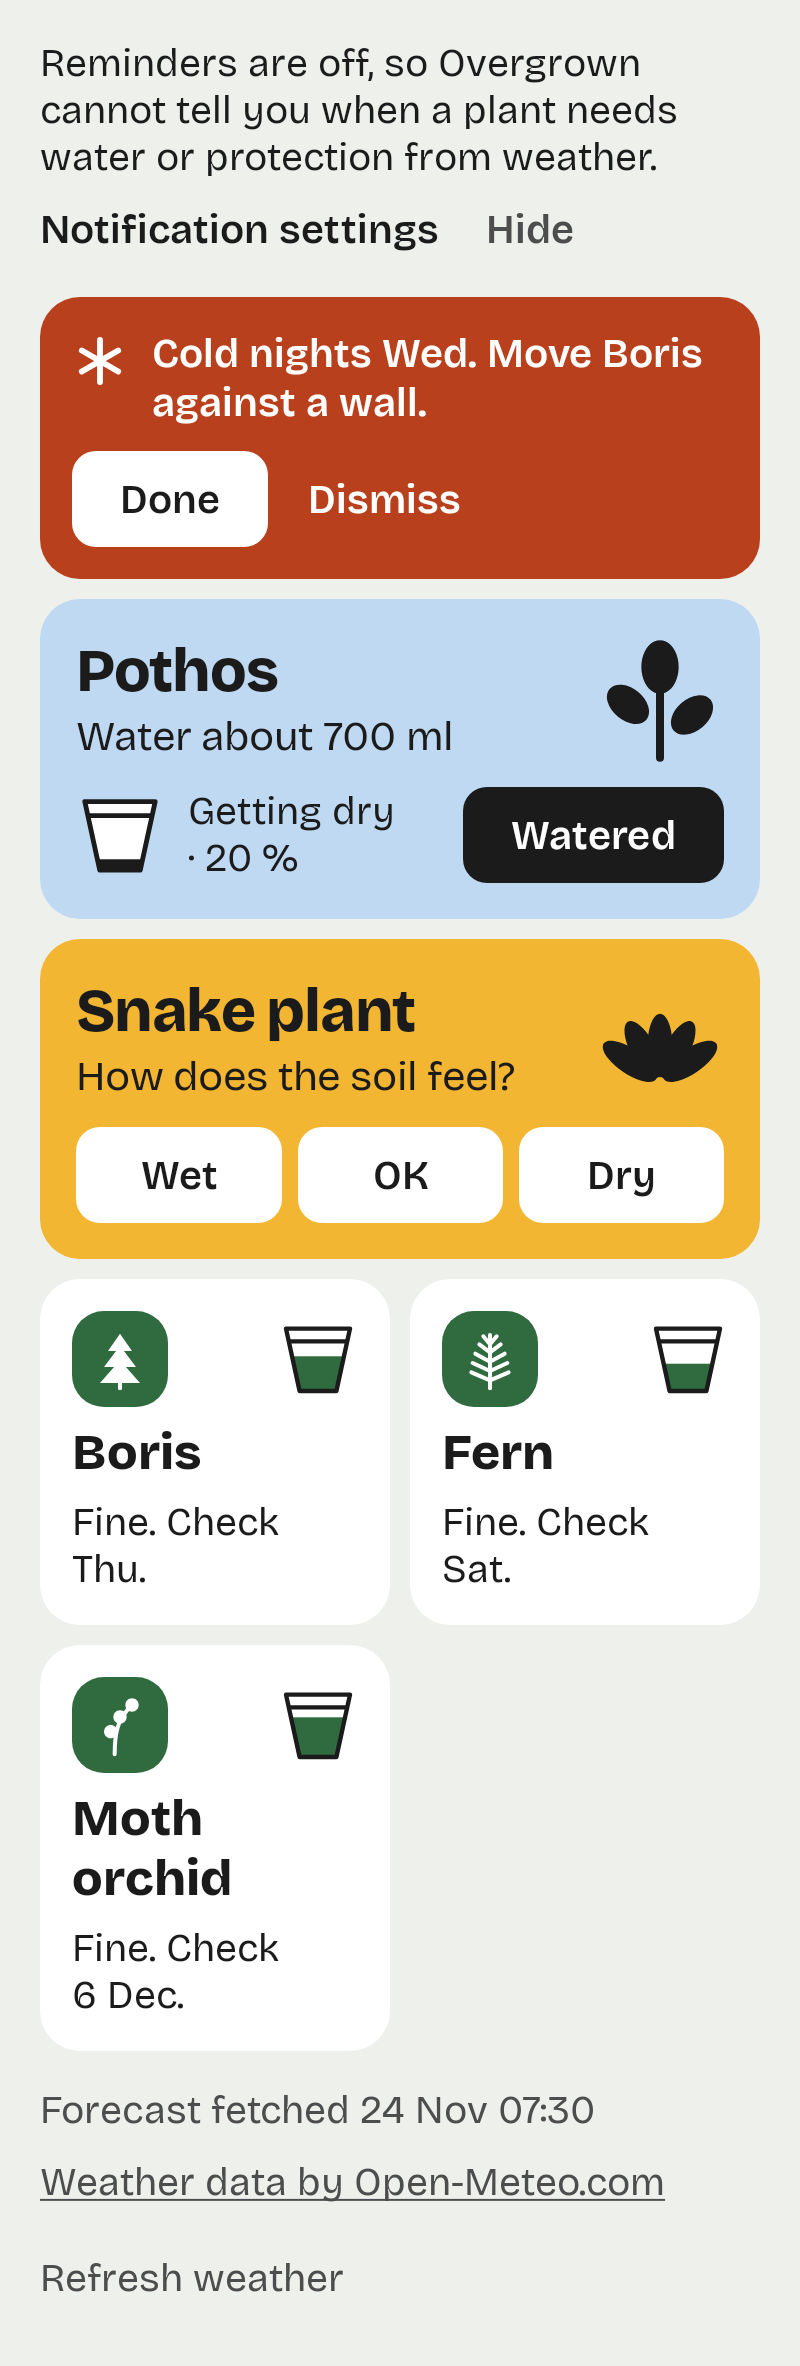 Reminders are off, so Overgrown
cannot tell you when a plant needs
water or protection from weather.
Notification settings Hide
Cold nights Wed. Move Boris
against a wall.
Done Dismiss
Pothos
Water about 700 ml
Getting dry
· 20 %
Watered
Snake plant
How does the soil feel?
Wet OK Dry
Boris
Fine. Check
Thu.
Fern
Fine. Check
Sat.
Moth
orchid
Fine. Check
6 Dec.
Forecast fetched 24 Nov 07:30
Weather data by Open-Meteo.com
Refresh weather